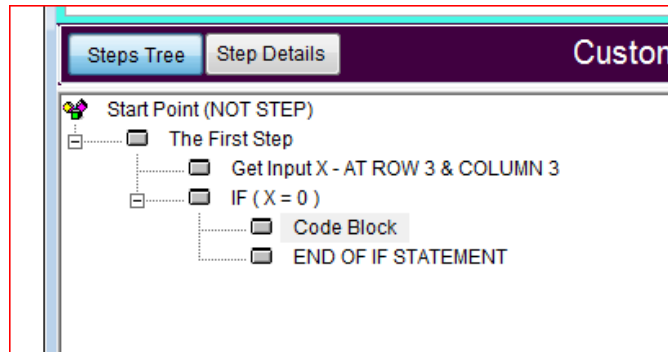 Steps Tree Step Details Custom
Start Point (NOT STEP)
The First Step
Get Input X - AT ROW 3 & COLUMN 3
IF ( X = 0 )
Code Block
END OF IF STATEMENT